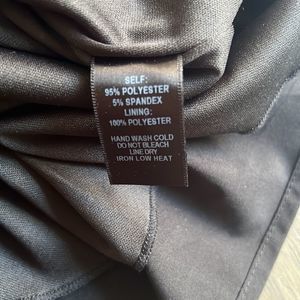 SELF:
95% POLYESTER
5% SPANDEX
LINING:
100% POLYESTER
HAND WASH COLD
DO NOT BLEACH
LINE DRY
IRON LOW HEAT